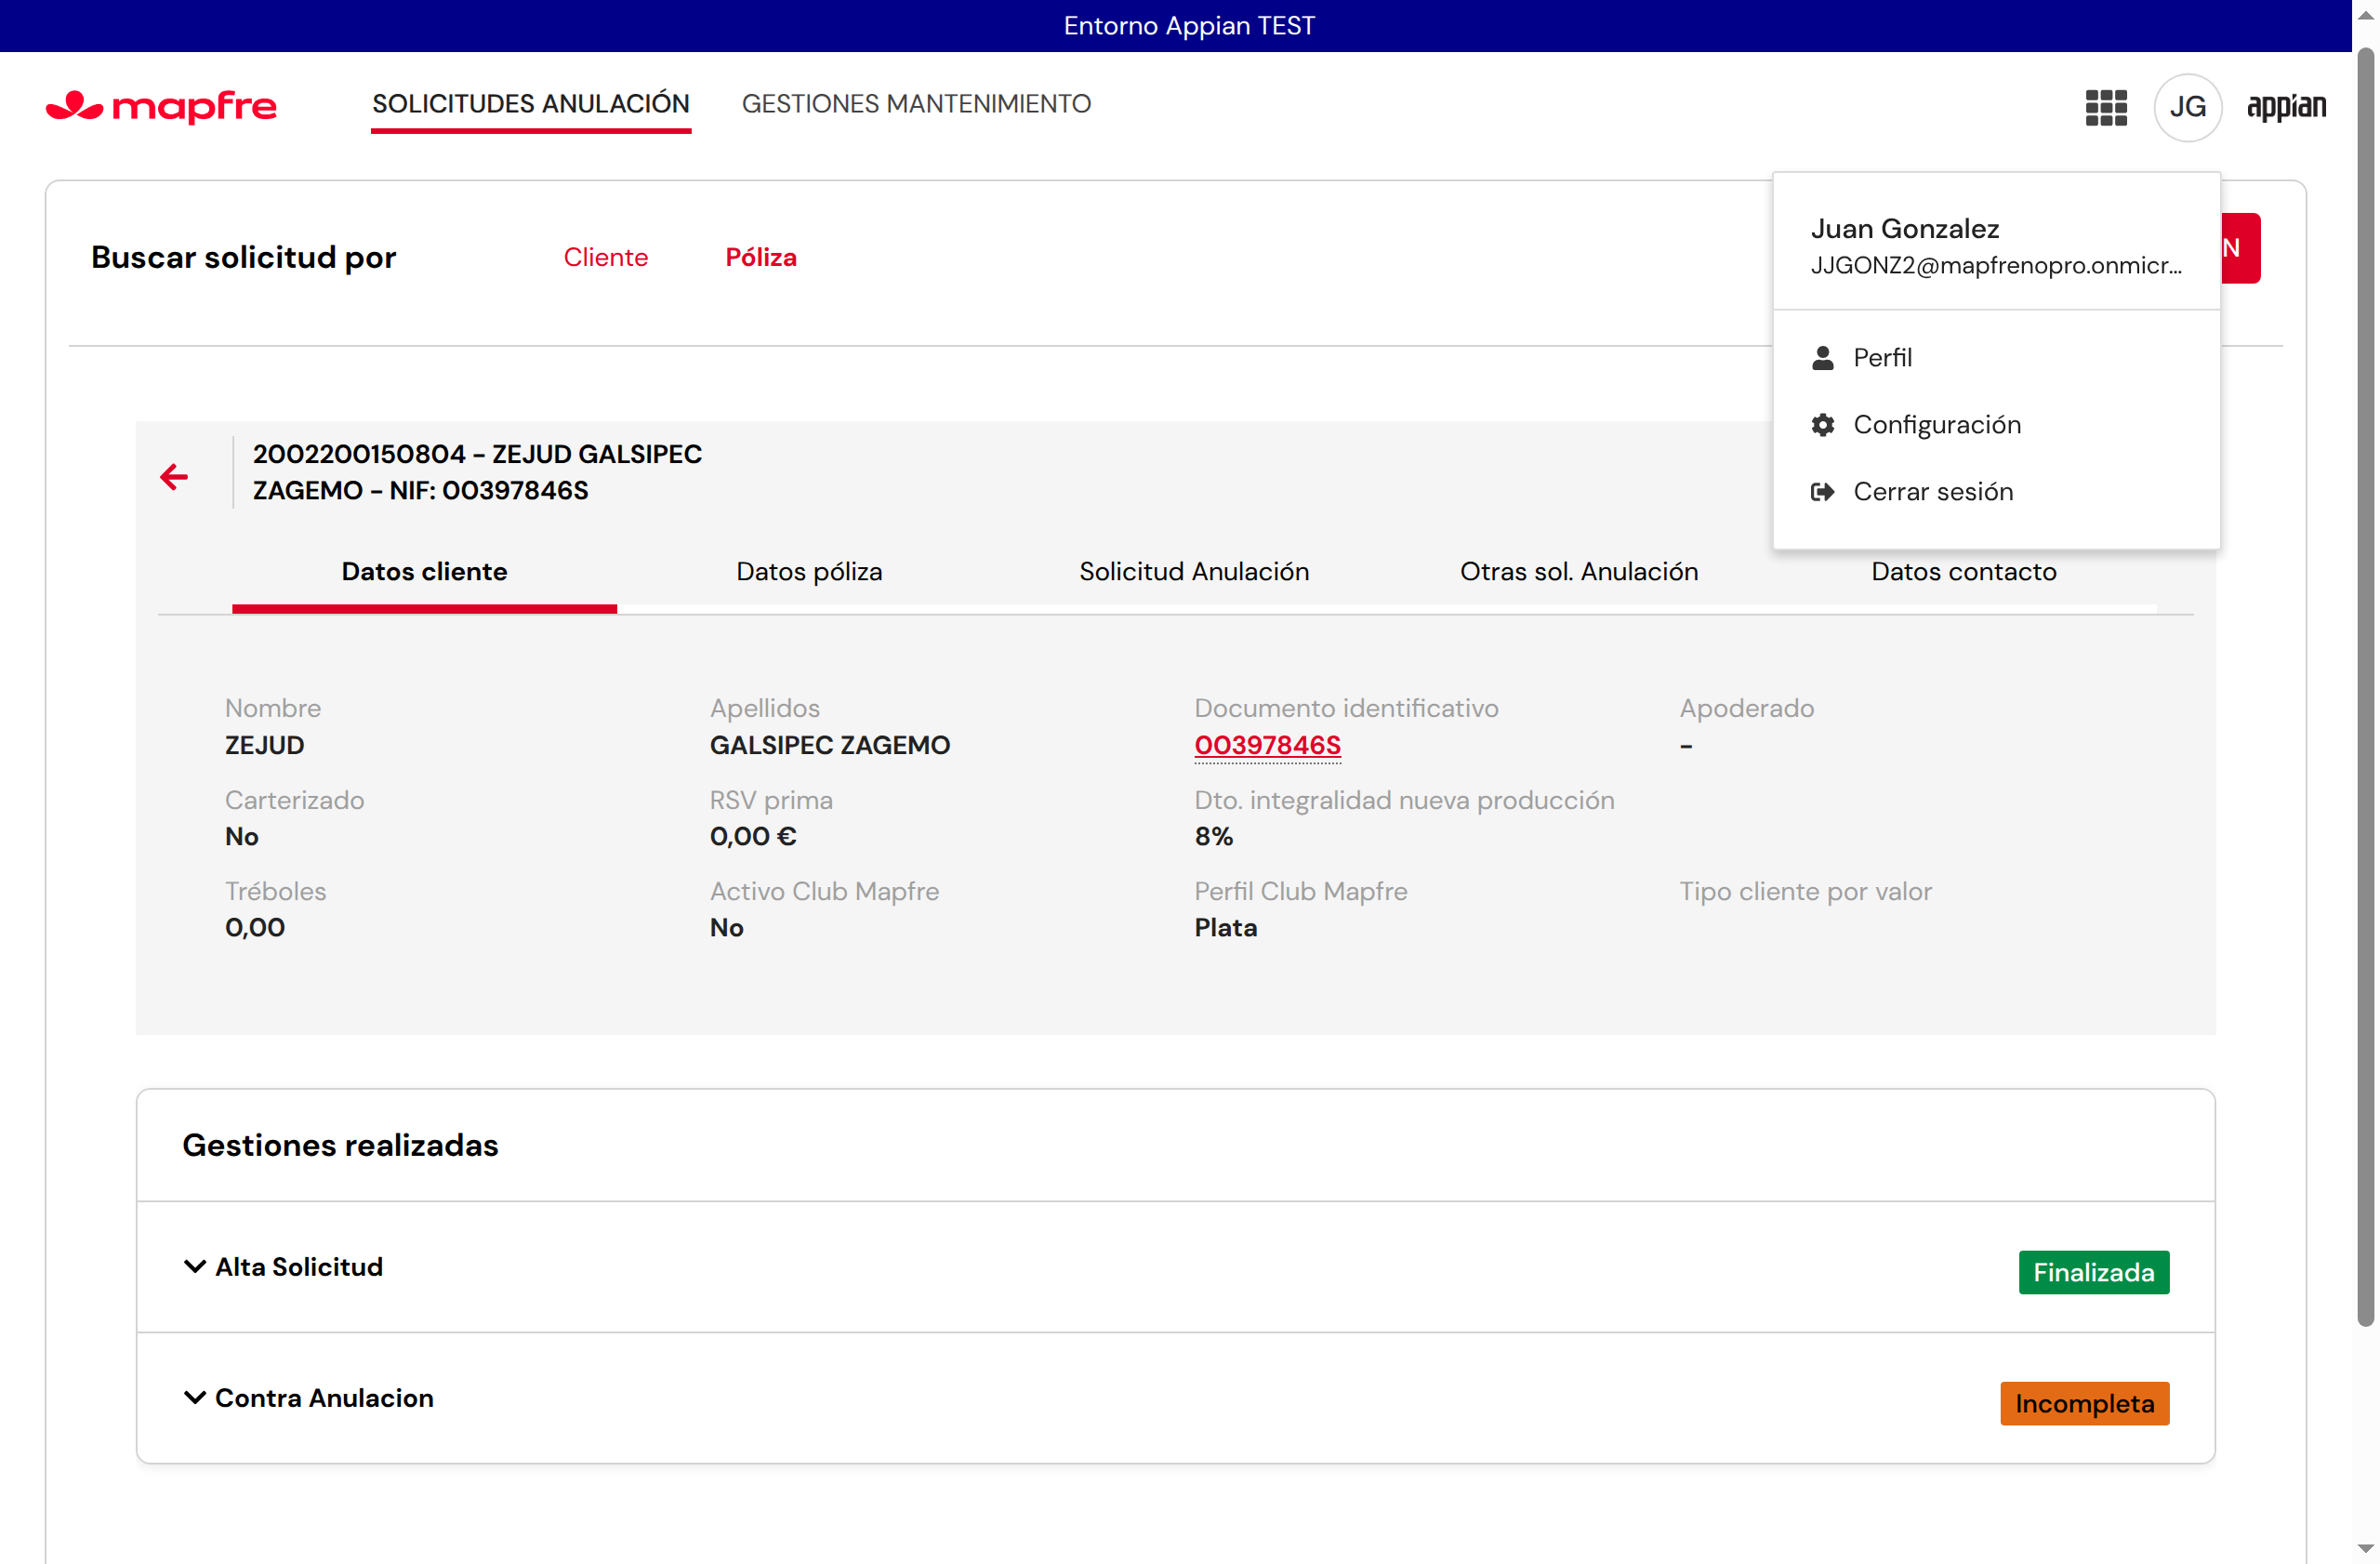 Entorno Appian TEST
mapfre
SOLICITUDES ANULACIÓN
GESTIONES MANTENIMIENTO
JG
appian
Buscar solicitud por
Cliente
Póliza
N
Juan Gonzalez
JJGONZ2@mapfrenopro.onmicr...
Perfil
Configuración
Cerrar sesión
2002200150804 - ZEJUD GALSIPEC
ZAGEMO - NIF: 00397846S
Datos cliente
Datos póliza
Solicitud Anulación
Otras sol. Anulación
Datos contacto
Nombre
ZEJUD
Apellidos
GALSIPEC ZAGEMO
Documento identificativo
00397846S
Apoderado
-
Carterizado
No
RSV prima
0,00 €
Dto. integralidad nueva producción
8%
Tréboles
0,00
Activo Club Mapfre
No
Perfil Club Mapfre
Plata
Tipo cliente por valor
Gestiones realizadas
Alta Solicitud
Finalizada
Contra Anulacion
Incompleta